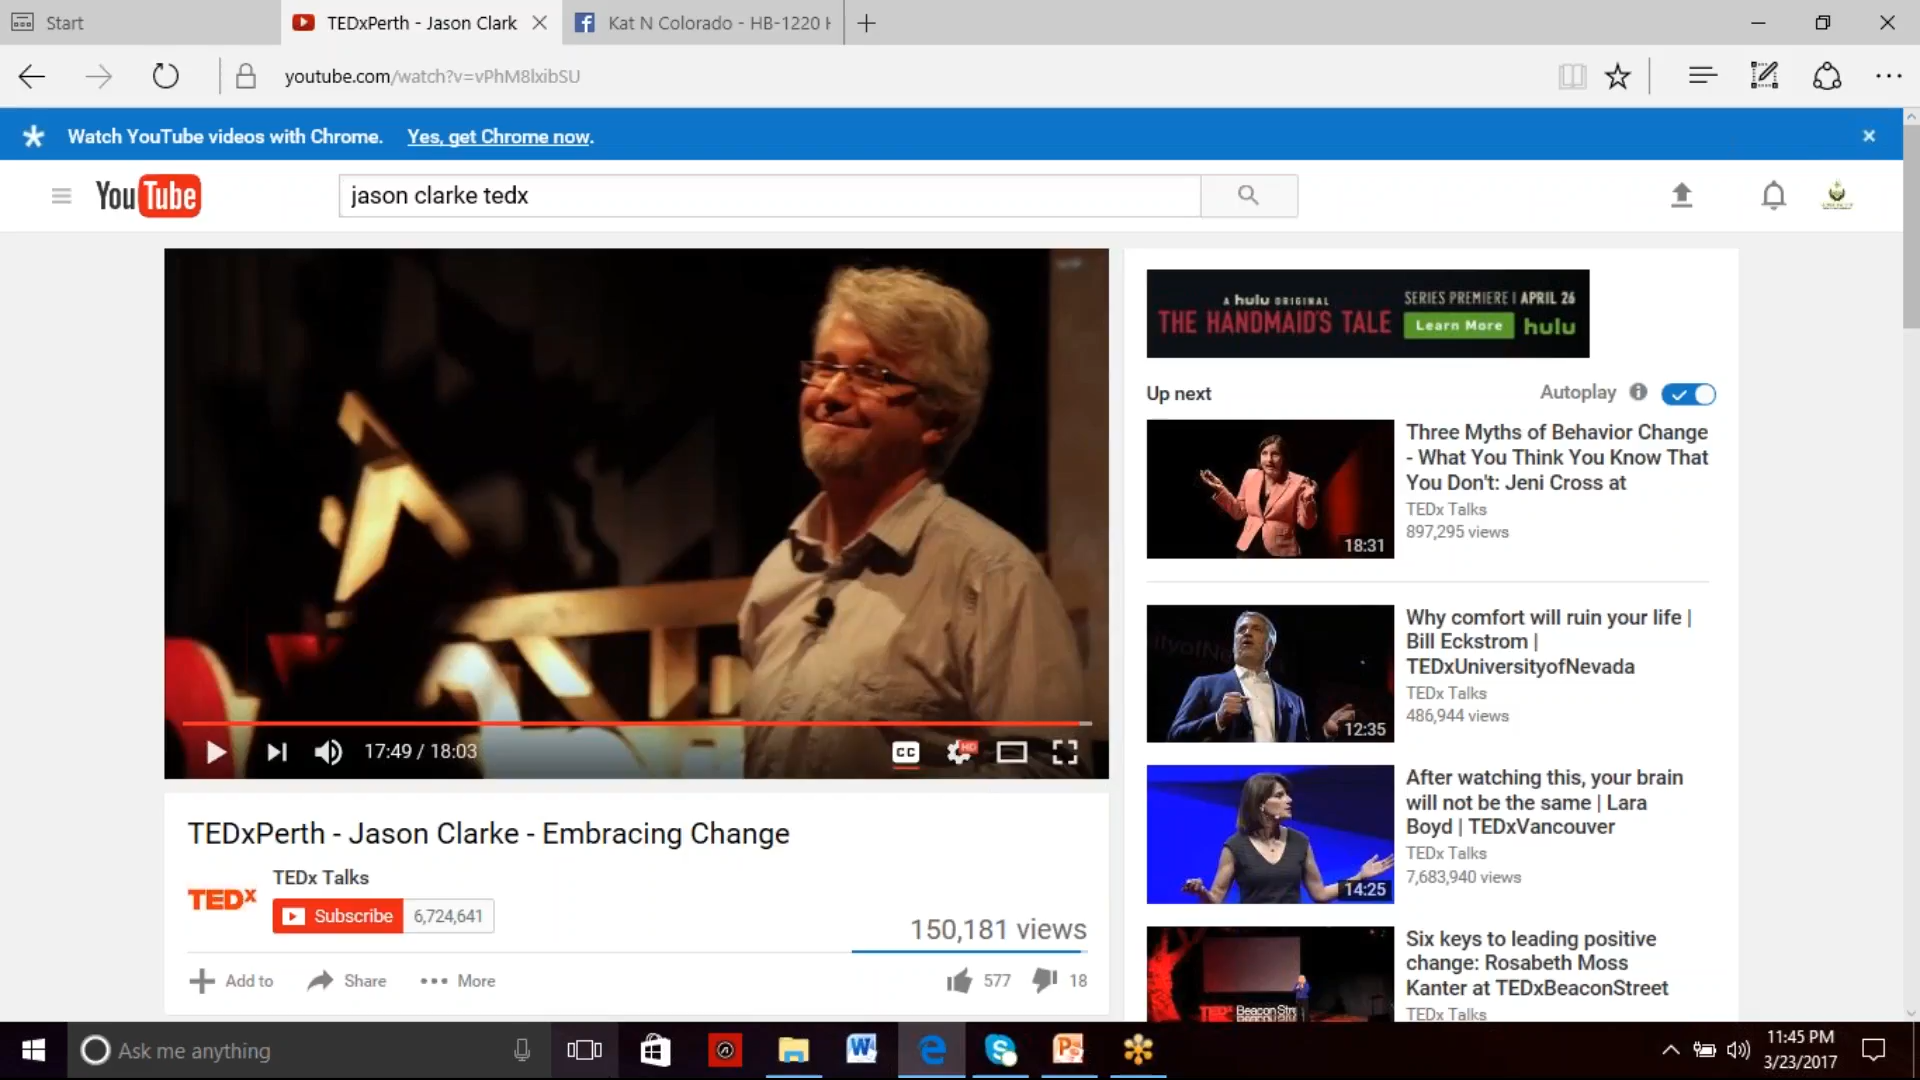 Start
TEDxPerth - Jason Clark
Kat N Colorado - HB-1220 H
youtube.com/watch?v=vPhM8lxibSU
Watch YouTube videos with Chrome. Yes, get Chrome now.
YouTube
jason clarke tedx
A hulu ORIGINAL
THE HANDMAID'S TALE
SERIES PREMIERE | APRIL 26
Learn More hulu
Up next
Autoplay
Three Myths of Behavior Change
- What You Think You Know That
You Don't: Jeni Cross at
TEDx Talks
897,295 views
18:31
Why comfort will ruin your life |
Bill Eckstrom |
TEDxUniversityofNevada
TEDx Talks
486,944 views
12:35
After watching this, your brain
will not be the same | Lara
Boyd | TEDxVancouver
TEDx Talks
7,683,940 views
14:25
Six keys to leading positive
change: Rosabeth Moss
Kanter at TEDxBeaconStreet
TEDx Talks
17:49 / 18:03
CC
HD
TEDxPerth - Jason Clarke - Embracing Change
TEDx
TEDx Talks
Subscribe 6,724,641
150,181 views
Add to Share More
577 18
Ask me anything
11:45 PM
3/23/2017